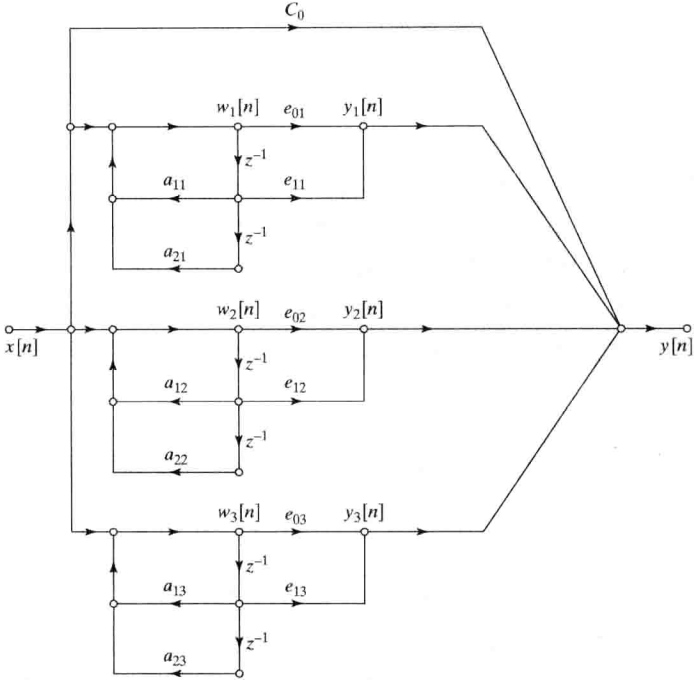 C₀
w₁[n] e₀₁ y₁[n]
z⁻¹
a₁₁ e₁₁
z⁻¹
a₂₁
w₂[n] e₀₂ y₂[n]
x[n] y[n]
z⁻¹
a₁₂ e₁₂
z⁻¹
a₂₂
w₃[n] e₀₃ y₃[n]
z⁻¹
a₁₃ e₁₃
z⁻¹
a₂₃